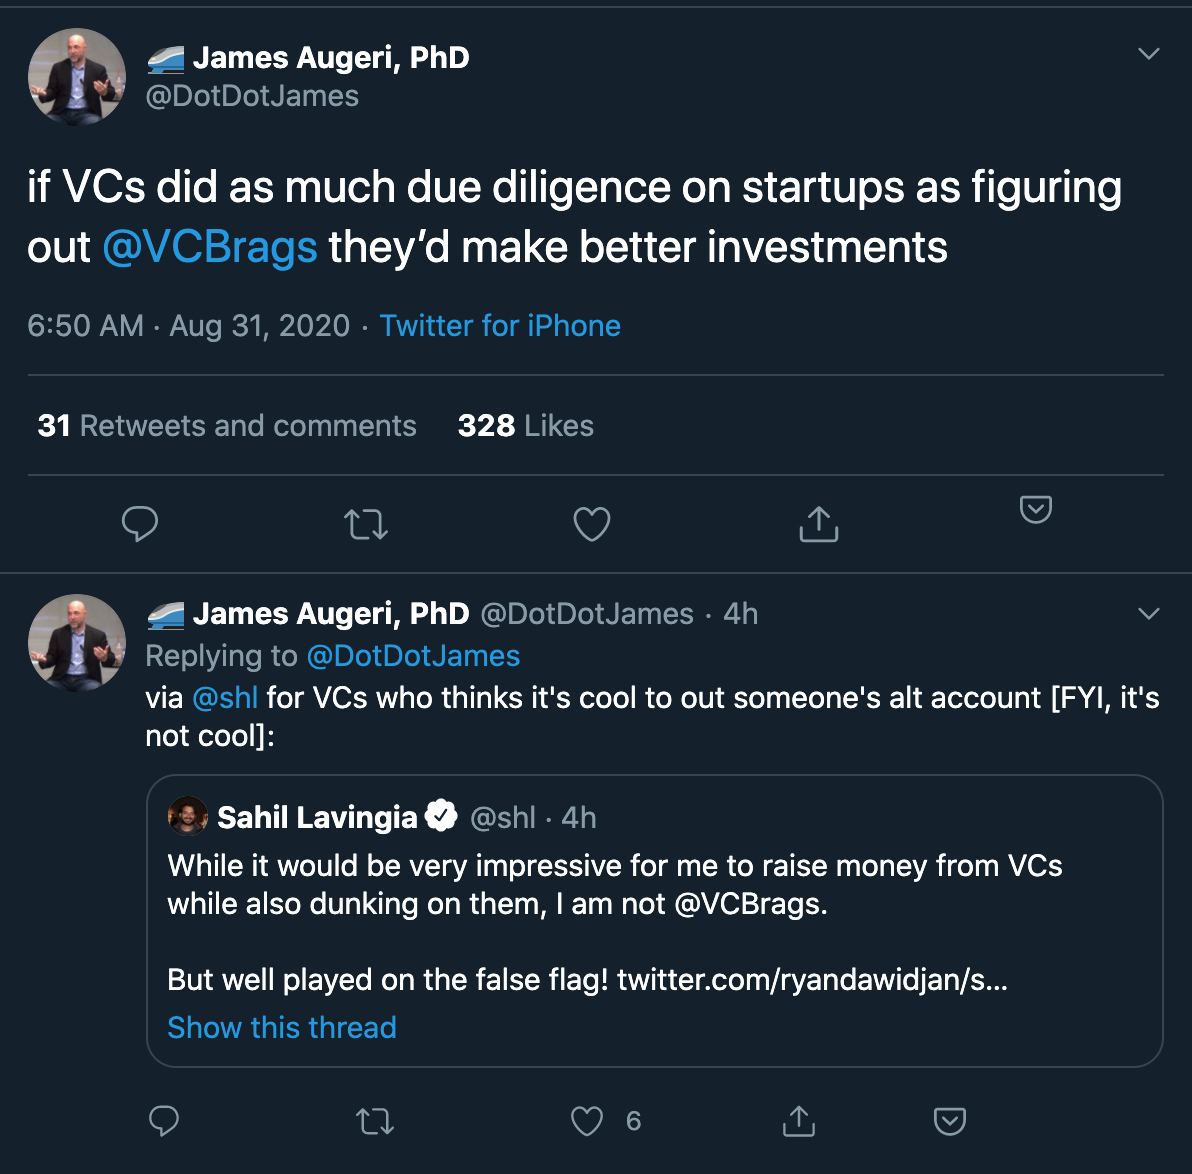 James Augeri, PhD
@DotDotJames
if VCs did as much due diligence on startups as figuring
out @VCBrags they’d make better investments
6:50 AM · Aug 31, 2020 · Twitter for iPhone
31 Retweets and comments 328 Likes
James Augeri, PhD @DotDotJames · 4h
Replying to @DotDotJames
via @shl for VCs who thinks it's cool to out someone's alt account [FYI, it's
not cool]:
Sahil Lavingia @shl · 4h
While it would be very impressive for me to raise money from VCs
while also dunking on them, I am not @VCBrags.
But well played on the false flag! twitter.com/ryandawidjan/s...
Show this thread
6